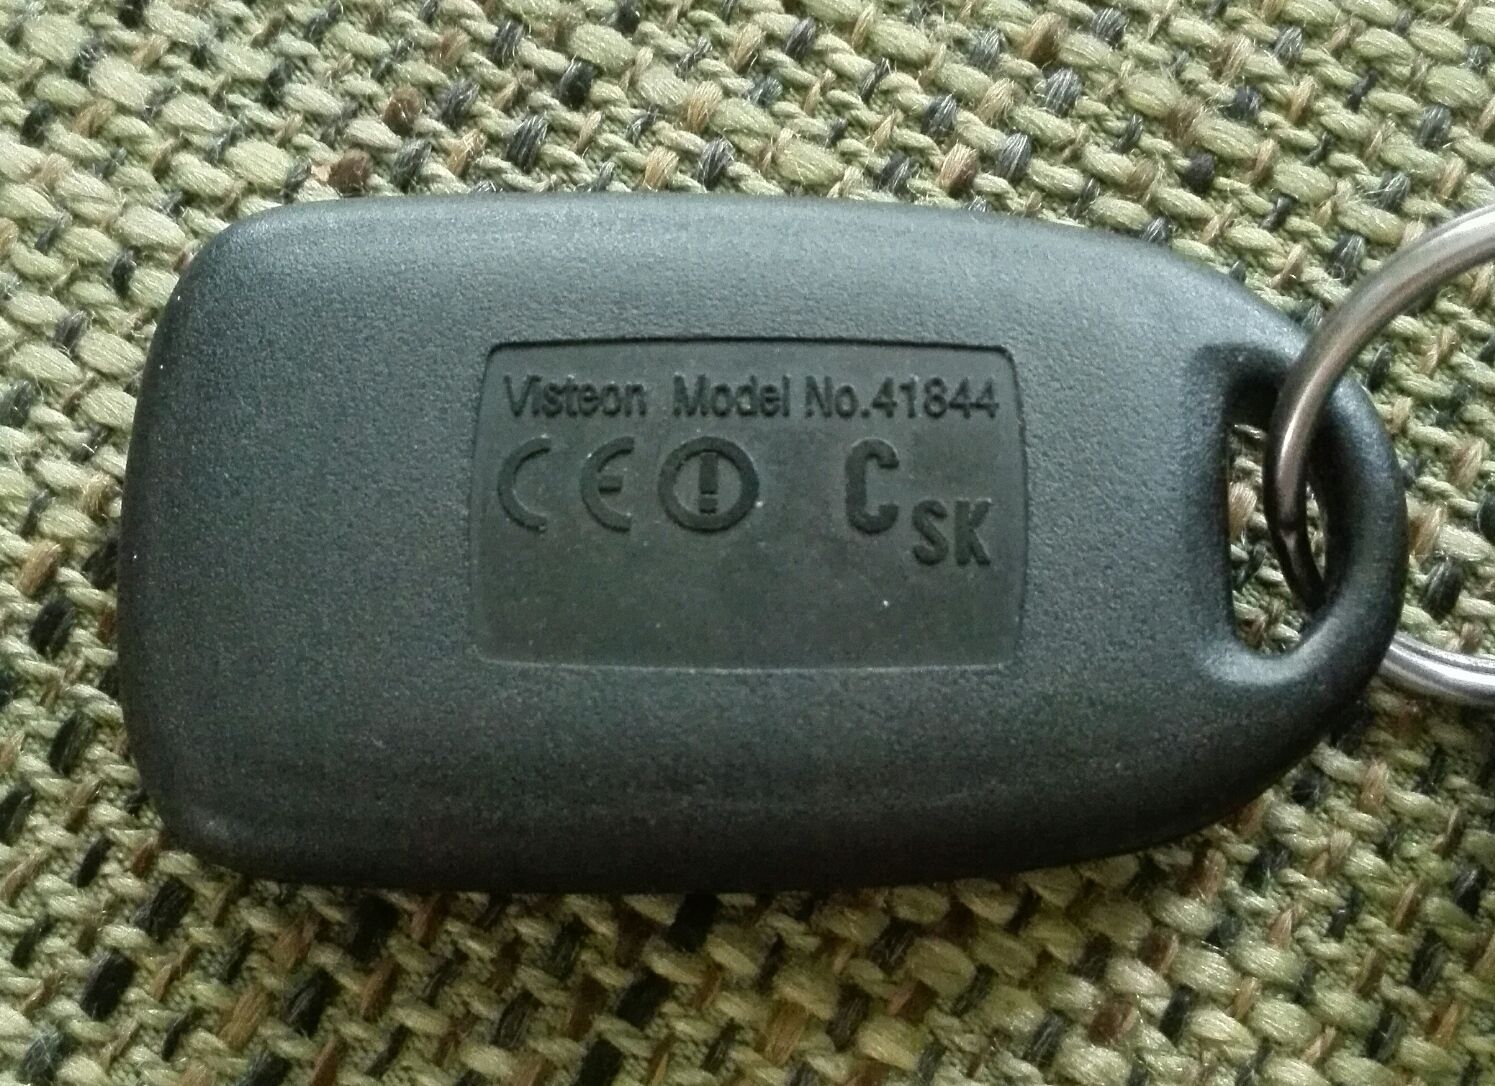 Visteon Model No.41844
CE C
SK